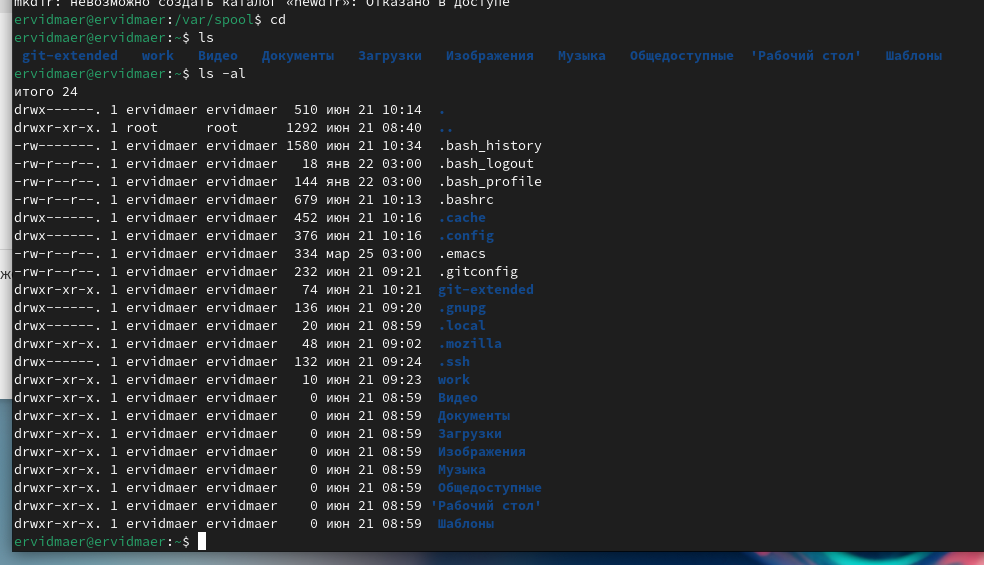 mkdir: невозможно создать каталог «newdir»: Отказано в доступе
ervidmaer@ervidmaer:/var/spool$ cd
ervidmaer@ervidmaer:~$ ls
git-extended work Видео Документы Загрузки Изображения Музыка Общедоступные 'Рабочий стол' Шаблоны
ervidmaer@ervidmaer:~$ ls -al
итого 24
drwx------. 1 ervidmaer ervidmaer 510 июн 21 10:14 .
drwxr-xr-x. 1 root root 1292 июн 21 08:40 ..
-rw-------. 1 ervidmaer ervidmaer 1580 июн 21 10:34 .bash_history
-rw-r--r--. 1 ervidmaer ervidmaer 18 янв 22 03:00 .bash_logout
-rw-r--r--. 1 ervidmaer ervidmaer 144 янв 22 03:00 .bash_profile
-rw-r--r--. 1 ervidmaer ervidmaer 679 июн 21 10:13 .bashrc
drwx------. 1 ervidmaer ervidmaer 452 июн 21 10:16 .cache
drwx------. 1 ervidmaer ervidmaer 376 июн 21 10:16 .config
-rw-r--r--. 1 ervidmaer ervidmaer 334 мар 25 03:00 .emacs
-rw-r--r--. 1 ervidmaer ervidmaer 232 июн 21 09:21 .gitconfig
drwxr-xr-x. 1 ervidmaer ervidmaer 74 июн 21 10:21 git-extended
drwx------. 1 ervidmaer ervidmaer 136 июн 21 09:20 .gnupg
drwx------. 1 ervidmaer ervidmaer 20 июн 21 08:59 .local
drwxr-xr-x. 1 ervidmaer ervidmaer 48 июн 21 09:02 .mozilla
drwx------. 1 ervidmaer ervidmaer 132 июн 21 09:24 .ssh
drwxr-xr-x. 1 ervidmaer ervidmaer 10 июн 21 09:23 work
drwxr-xr-x. 1 ervidmaer ervidmaer 0 июн 21 08:59 Видео
drwxr-xr-x. 1 ervidmaer ervidmaer 0 июн 21 08:59 Документы
drwxr-xr-x. 1 ervidmaer ervidmaer 0 июн 21 08:59 Загрузки
drwxr-xr-x. 1 ervidmaer ervidmaer 0 июн 21 08:59 Изображения
drwxr-xr-x. 1 ervidmaer ervidmaer 0 июн 21 08:59 Музыка
drwxr-xr-x. 1 ervidmaer ervidmaer 0 июн 21 08:59 Общедоступные
drwxr-xr-x. 1 ervidmaer ervidmaer 0 июн 21 08:59 'Рабочий стол'
drwxr-xr-x. 1 ervidmaer ervidmaer 0 июн 21 08:59 Шаблоны
ervidmaer@ervidmaer:~$